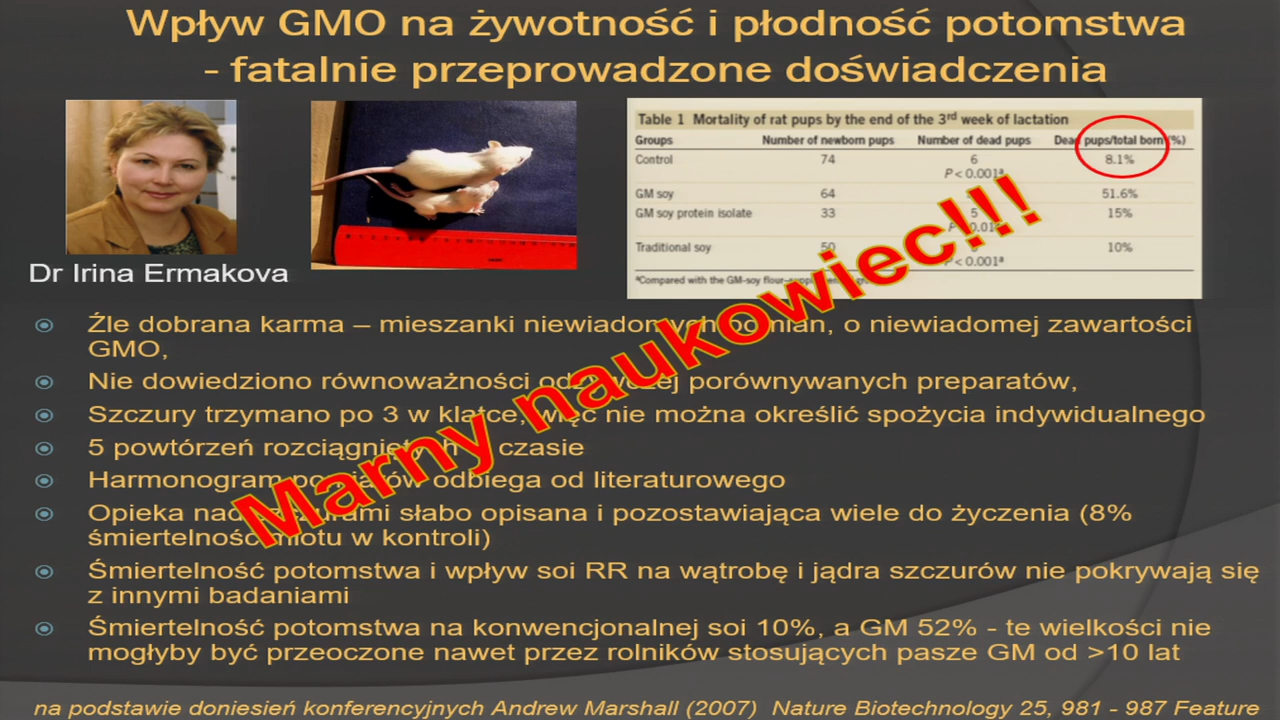 Wpływ GMO na żywotność i płodność potomstwa
- fatalnie przeprowadzone doświadczenia
Table 1 Mortality of rat pups by the end of the 3rd week of lactation
Groups Number of newborn pups Number of dead pups Dead pups/total born (%)
Control 74 6 8.1%
P < 0.001a
GM soy 64 51.6%
GM soy protein isolate 33 5 15%
Traditional soy 50 10%
< 0.001a
aCompared with the GM-soy
Dr Irina Ermakova
Marny naukowiec!!!
Źle dobrana karma – mieszanki niewiadomych odmian, o niewiadomej zawartości
GMO,
Nie dowiedziono równoważności odżywczej porównywanych preparatów,
Szczury trzymano po 3 w klatce, więc nie można określić spożycia indywidualnego
5 powtórzeń rozciągniętych w czasie
Harmonogram pomiarów odbiega od literaturowego
Opieka nad szczurami słabo opisana i pozostawiająca wiele do życzenia (8%
śmiertelność miotu w kontroli)
Śmiertelność potomstwa i wpływ soi RR na wątrobę i jądra szczurów nie pokrywają się
z innymi badaniami
Śmiertelność potomstwa na konwencjonalnej soi 10%, a GM 52% - te wielkości nie
mogłyby być przeoczone nawet przez rolników stosujących pasze GM od >10 lat
na podstawie doniesień konferencyjnych Andrew Marshall (2007) Nature Biotechnology 25, 981 - 987 Feature